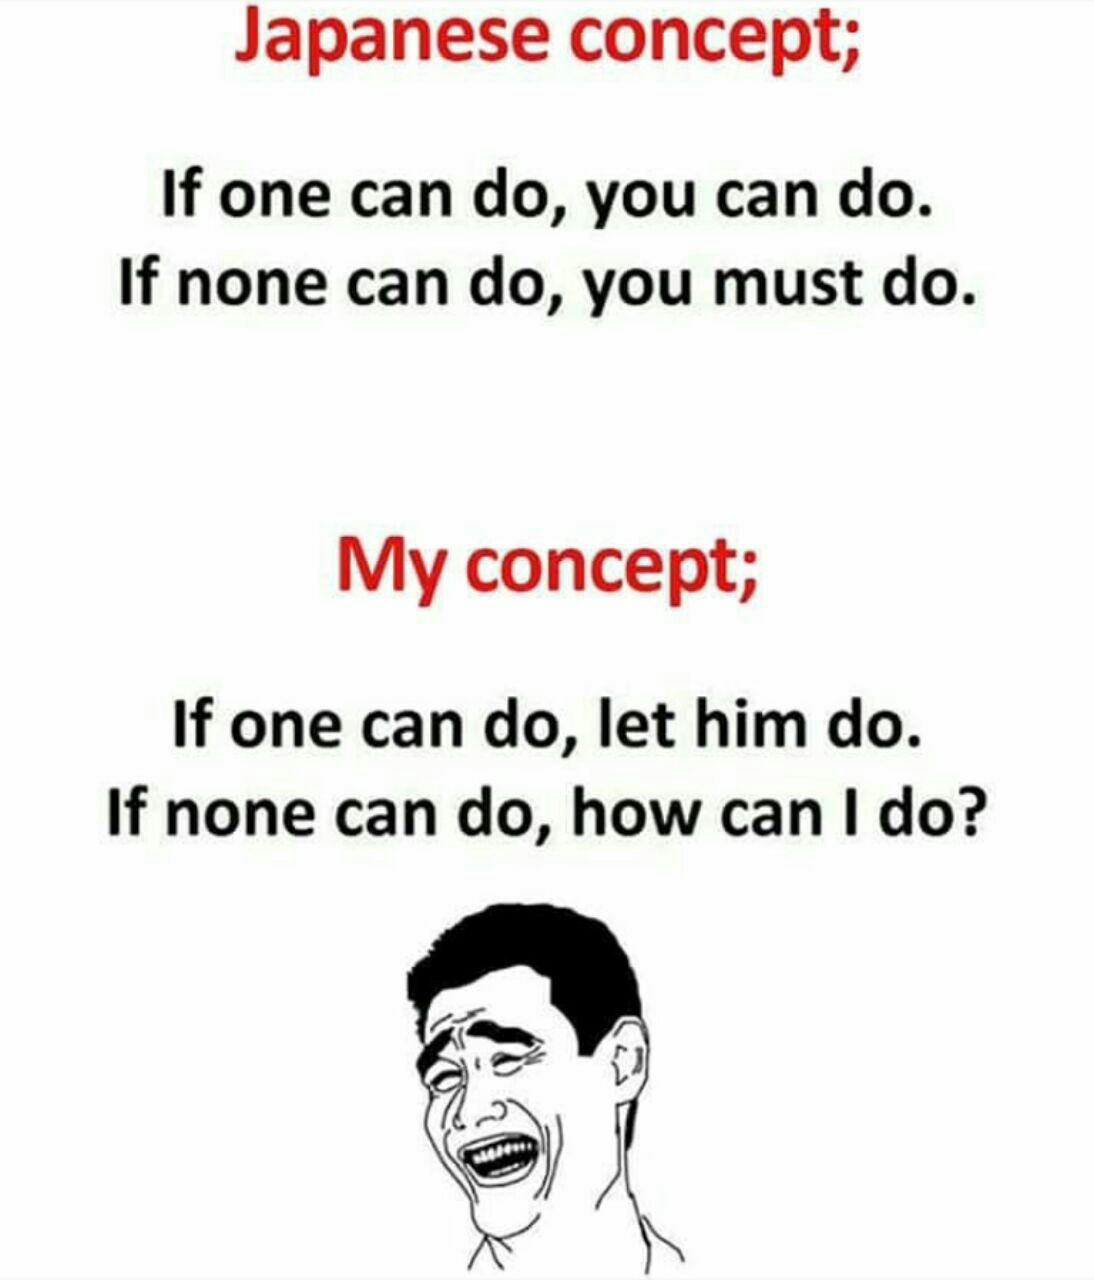 Japanese concept;
If one can do, you can do.
If none can do, you must do.
My concept;
If one can do, let him do.
If none can do, how can I do?